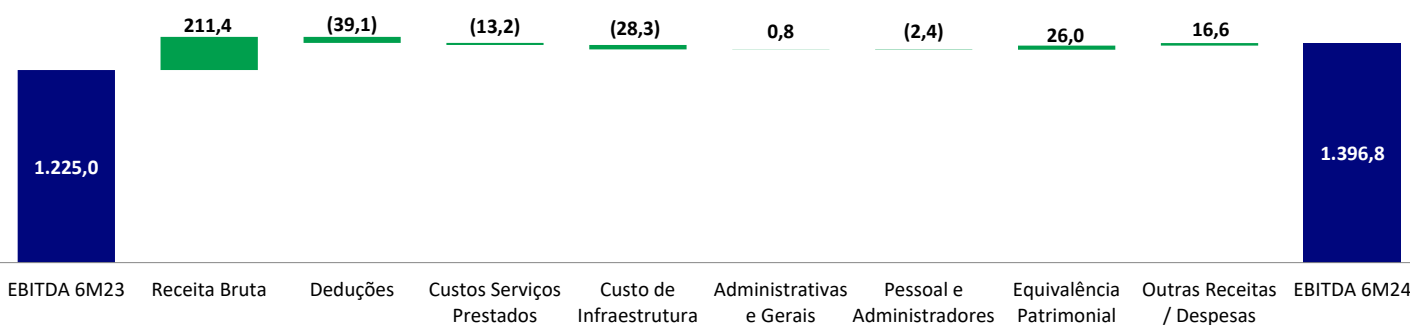 211,4
(39,1)
(13,2)
(28,3)
0,8
(2,4)
26,0
16,6
1.225,0
1.396,8
EBITDA 6M23
Receita Bruta
Deduções
Custos Serviços
Prestados
Custo de
Infraestrutura
Administrativas
e Gerais
Pessoal e
Administradores
Equivalência
Patrimonial
Outras Receitas
/ Despesas
EBITDA 6M24